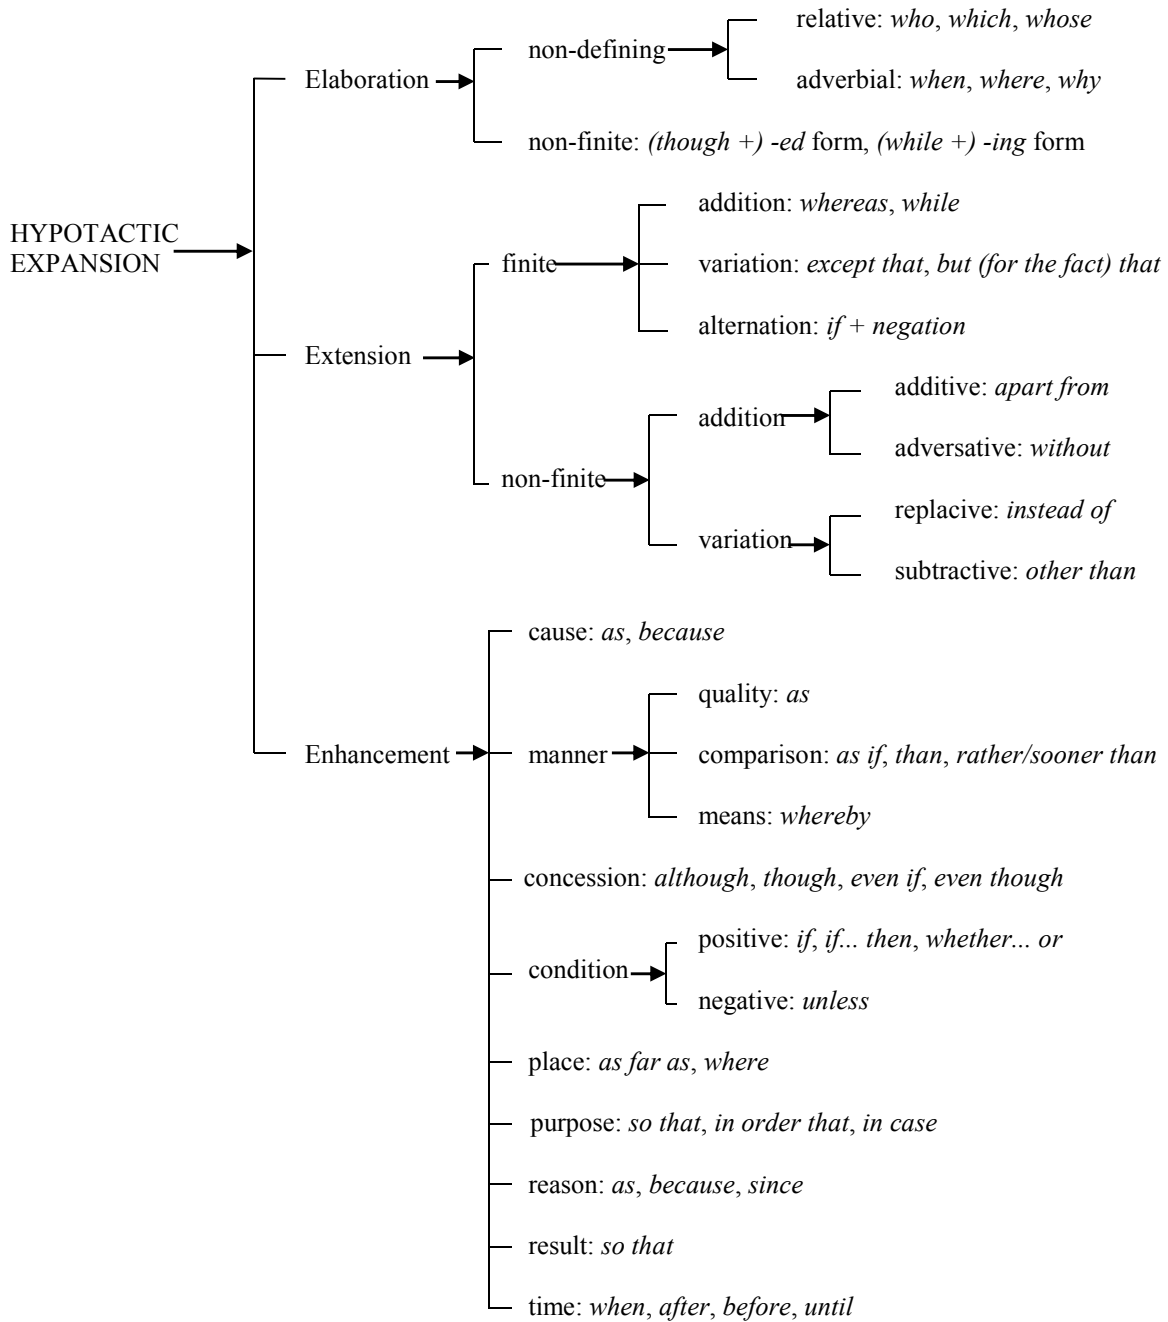 relative: who, which, whose
non-defining
Elaboration
adverbial: when, where, why
non-finite: (though +) -ed form, (while +) -ing form
addition: whereas, while
HYPOTACTIC
EXPANSION
finite
variation: except that, but (for the fact) that
alternation: if + negation
Extension
additive: apart from
addition
adversative: without
non-finite
replacive: instead of
variation
subtractive: other than
cause: as, because
quality: as
Enhancement
manner
comparison: as if, than, rather/sooner than
means: whereby
concession: although, though, even if, even though
positive: if, if... then, whether... or
condition
negative: unless
place: as far as, where
purpose: so that, in order that, in case
reason: as, because, since
result: so that
time: when, after, before, until